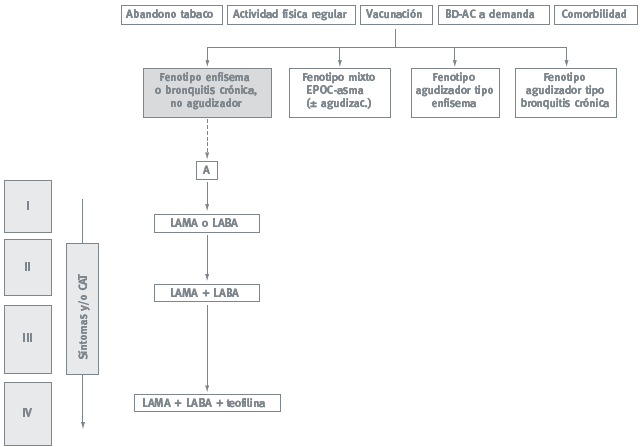 Abandono tabaco
Actividad física regular
Vacunación
BD-AC a demanda
Comorbilidad
Fenotipo enfisema
o bronquitis crónica,
no agudizador
Fenotipo mixto
EPOC-asma
(± agudizac.)
Fenotipo
agudizador tipo
enfisema
Fenotipo
agudizador tipo
bronquitis crónica
A
I
LAMA o LABA
II
Síntomas y/o CAT
LAMA + LABA
III
IV
LAMA + LABA + teofilina